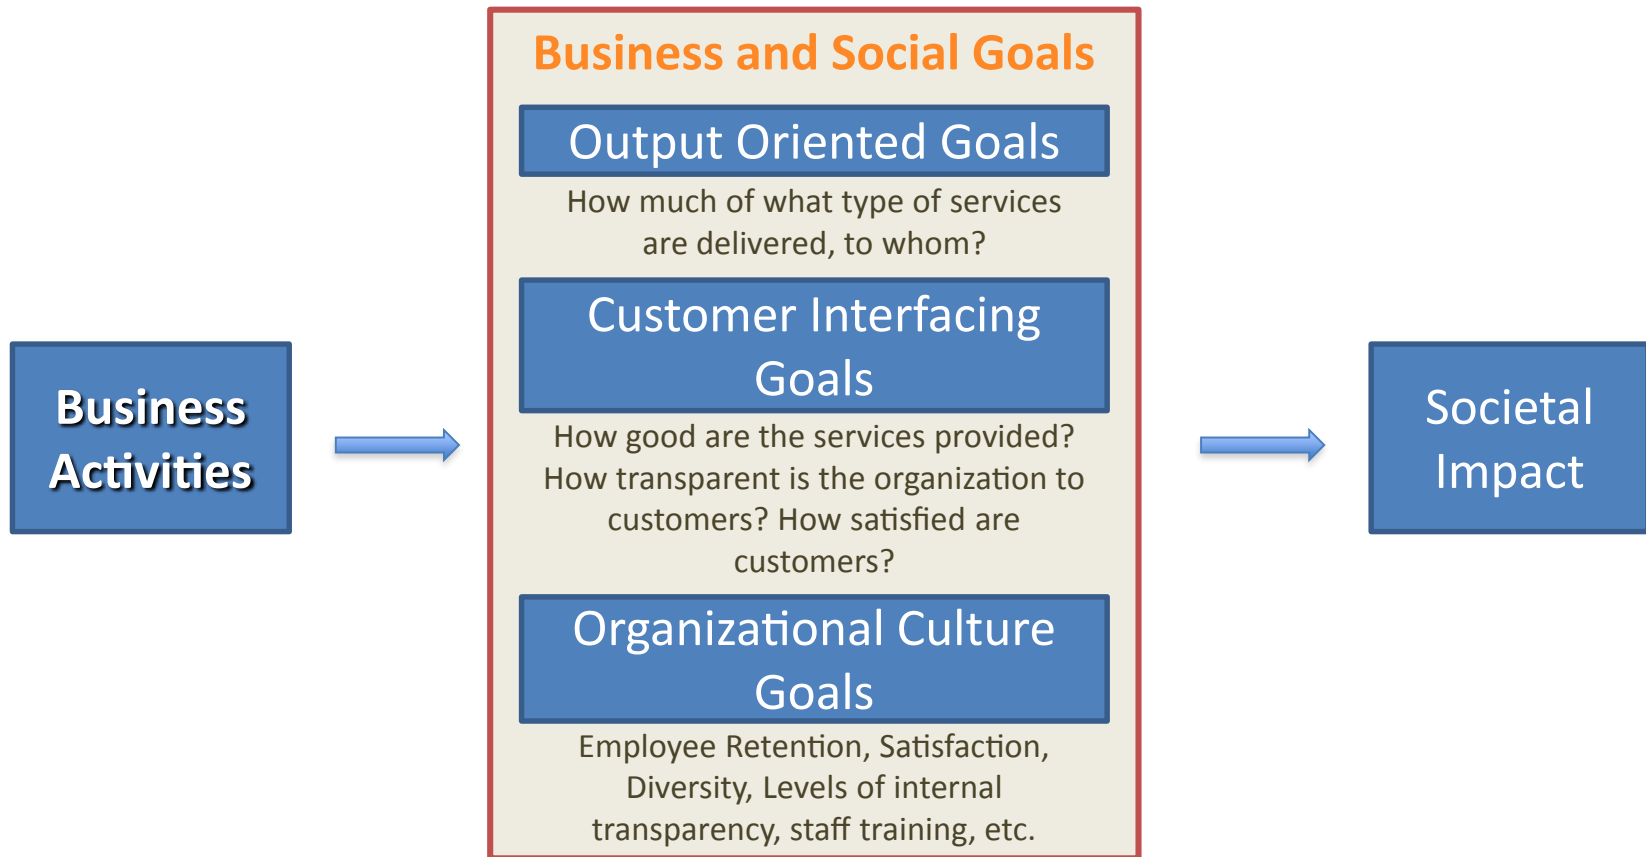 Business and Social Goals
Output Oriented Goals
How much of what type of services
are delivered, to whom?
Customer Interfacing
Goals
How good are the services provided?
How transparent is the organization to
customers? How satisfied are
customers?
Organizational Culture
Goals
Employee Retention, Satisfaction,
Diversity, Levels of internal
transparency, staff training, etc.
Business
Activities
Societal
Impact